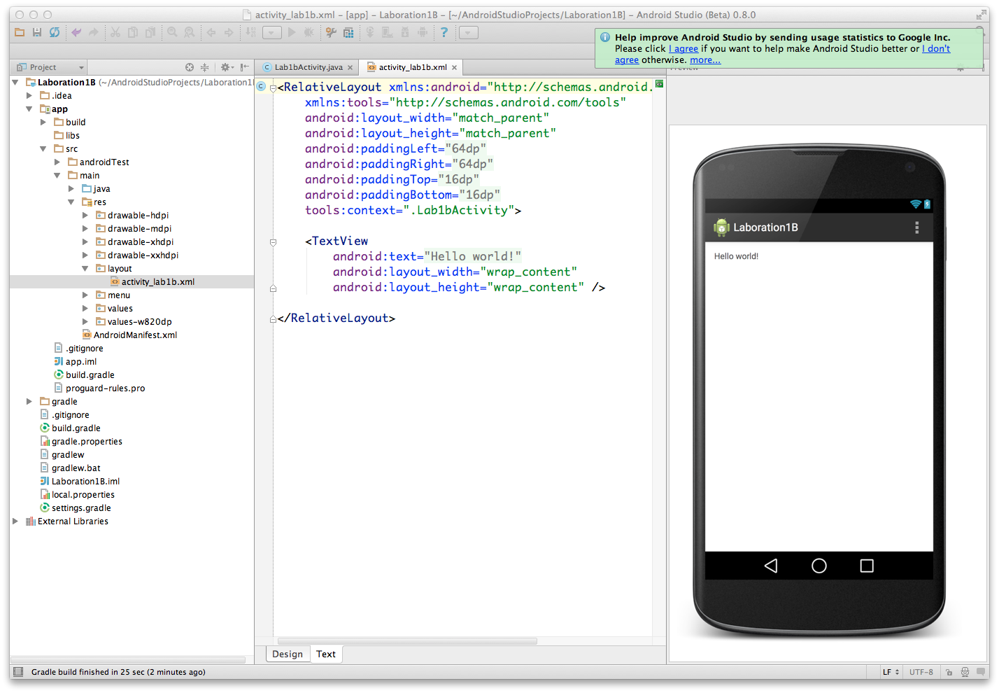 activity_lab1b.xml – [app] – Laboration1B – [~/AndroidStudioProjects/Laboration1B] – Android Studio (Beta) 0.8.0
Help improve Android Studio by sending usage statistics to Google Inc.
Please click I agree if you want to help make Android Studio better or I don't
agree otherwise. more...
Project
Lab1bActivity.java
activity_lab1b.xml
Preview
Laboration1B (~/AndroidStudioProjects/Laboration1
.idea
app
build
libs
src
androidTest
main
java
res
drawable-hdpi
drawable-mdpi
drawable-xhdpi
drawable-xxhdpi
layout
activity_lab1b.xml
menu
values
values-w820dp
AndroidManifest.xml
.gitignore
app.iml
build.gradle
proguard-rules.pro
gradle
.gitignore
build.gradle
gradle.properties
gradlew
gradlew.bat
Laboration1B.iml
local.properties
settings.gradle
External Libraries
<RelativeLayout xmlns:android="http://schemas.android.
xmlns:tools="http://schemas.android.com/tools"
android:layout_width="match_parent"
android:layout_height="match_parent"
android:paddingLeft="64dp"
android:paddingRight="64dp"
android:paddingTop="16dp"
android:paddingBottom="16dp"
tools:context=".Lab1bActivity">
<TextView
android:text="Hello world!"
android:layout_width="wrap_content"
android:layout_height="wrap_content" />
</RelativeLayout>
Laboration1B
Hello world!
Design
Text
Gradle build finished in 25 sec (2 minutes ago)
LF
UTF-8